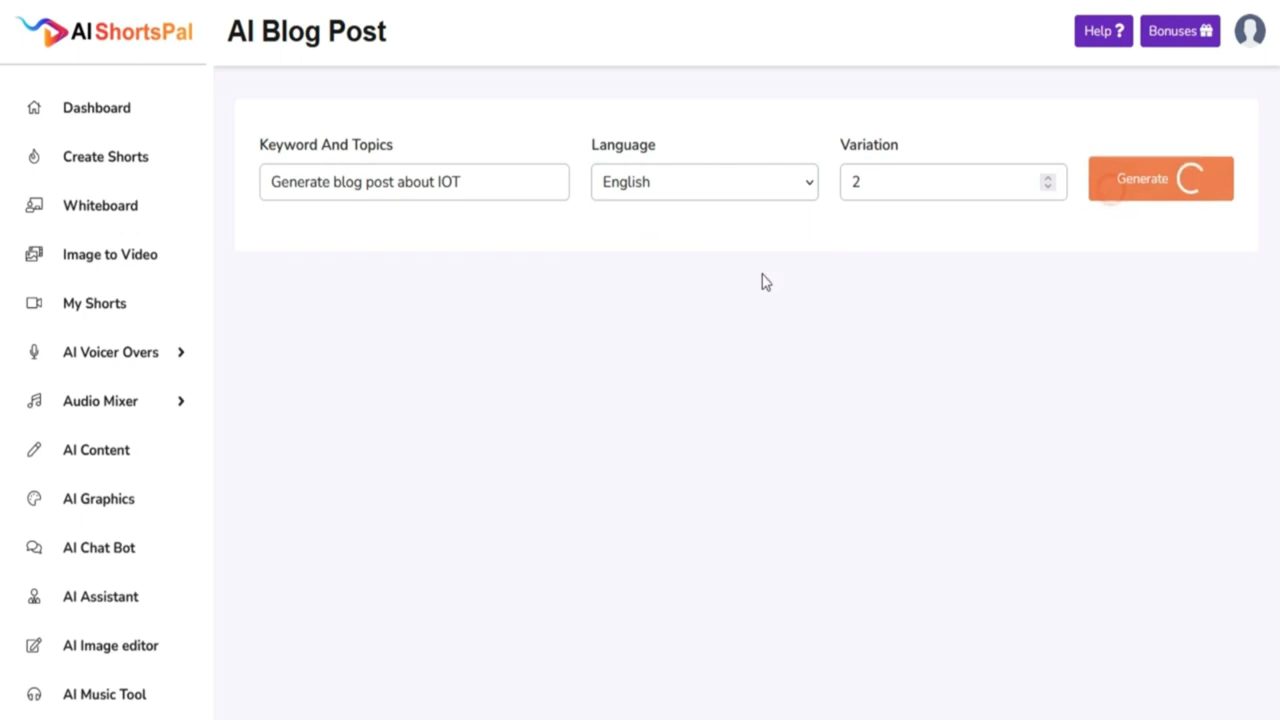 AI ShortsPal
AI Blog Post
Help ?
Bonuses
Dashboard
Create Shorts
Whiteboard
Image to Video
My Shorts
AI Voicer Overs
Audio Mixer
AI Content
AI Graphics
AI Chat Bot
AI Assistant
AI Image editor
AI Music Tool
Keyword And Topics
Generate blog post about IOT
Language
English
Variation
2
Generate